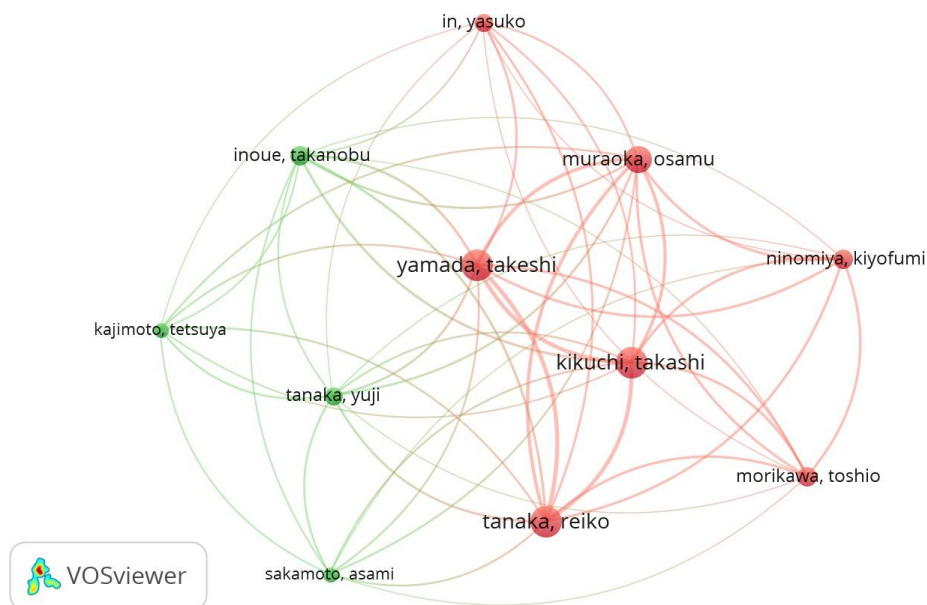 in, yasuko
inoue, takanobu
muraoka, osamu
yamada, takeshi
ninomiya, kiyofumi
kajimoto, tetsuya
kikuchi, takashi
tanaka, yuji
morikawa, toshio
tanaka, reiko
sakamoto, asami
VOSviewer